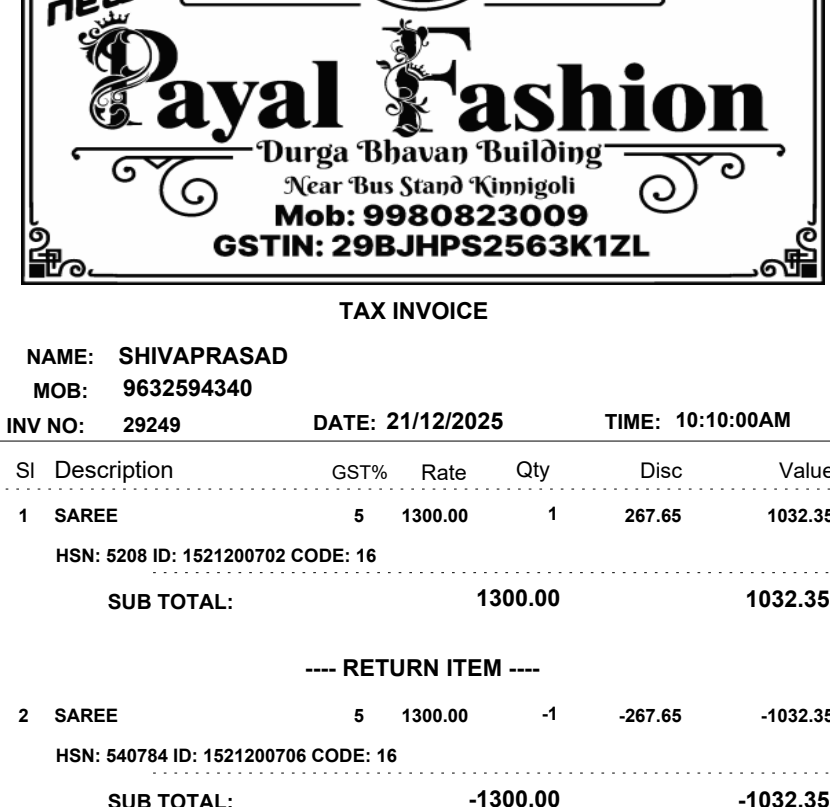 new
Payal Fashion
Durga Bhavan Building
Near Bus Stand Kinnigoli
Mob: 9980823009
GSTIN: 29BJHPS2563K1ZL
TAX INVOICE
NAME: SHIVAPRASAD
MOB: 9632594340
INV NO: 29249 DATE: 21/12/2025 TIME: 10:10:00AM
Sl Description GST% Rate Qty Disc Value
1 SAREE 5 1300.00 1 267.65 1032.35
HSN: 5208 ID: 1521200702 CODE: 16
SUB TOTAL: 1300.00 1032.35
---- RETURN ITEM ----
2 SAREE 5 1300.00 -1 -267.65 -1032.35
HSN: 540784 ID: 1521200706 CODE: 16
SUB TOTAL: -1300.00 -1032.35